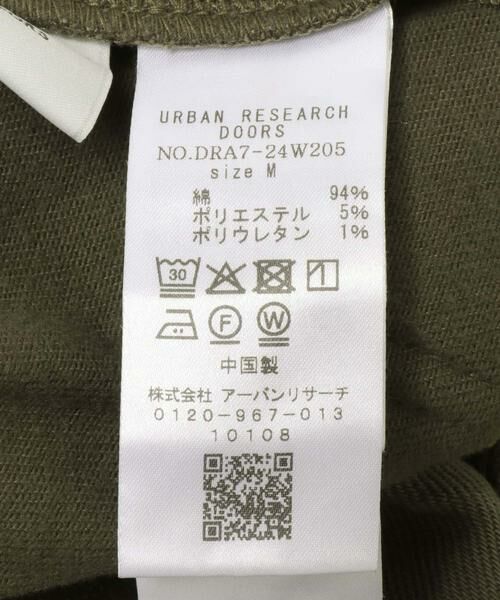 URBAN RESEARCH
DOORS
NO.DRA7-24W205
size M
綿 94%
ポリエステル 5%
ポリウレタン 1%
30
F W
中国製
株式会社 アーバンリサーチ
0120-967-013
10108